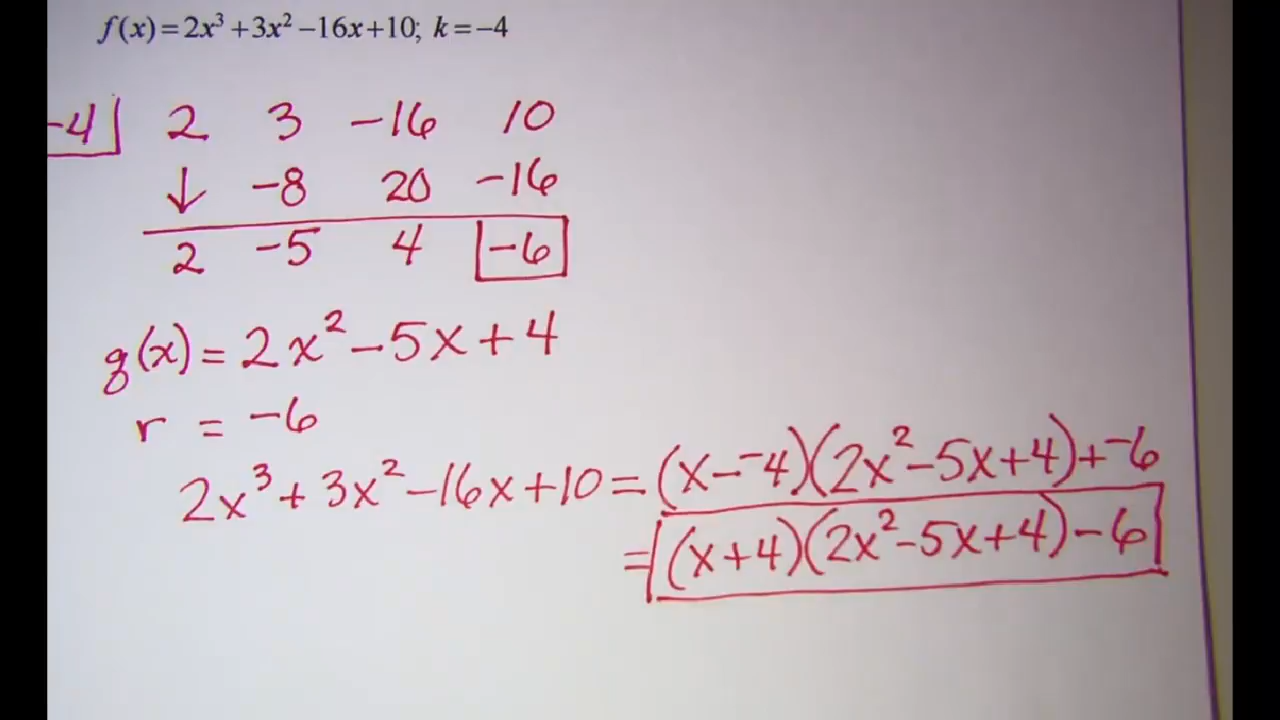 f(x)=2x³+3x²−16x+10; k=−4
-4 2 3 -16 10
↓ -8 20 -16
2 -5 4 -6
g(x) = 2x² - 5x + 4
r = -6
2x³ + 3x² - 16x + 10 = (x - -4)(2x² - 5x + 4) + -6
= (x+4)(2x² - 5x + 4) - 6